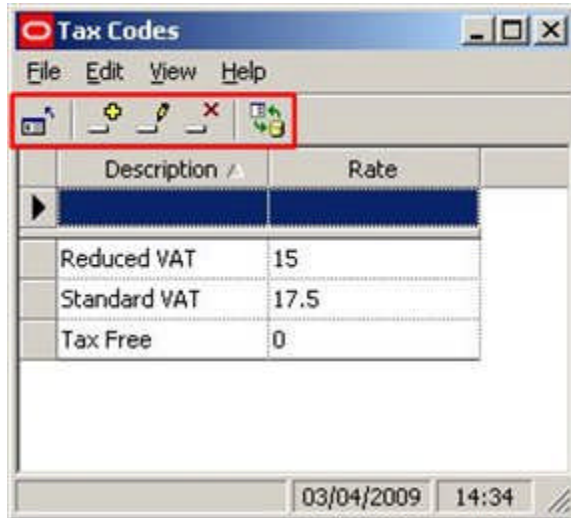 Tax Codes
File Edit View Help
Description Rate
Reduced VAT 15
Standard VAT 17.5
Tax Free 0
03/04/2009 14:34